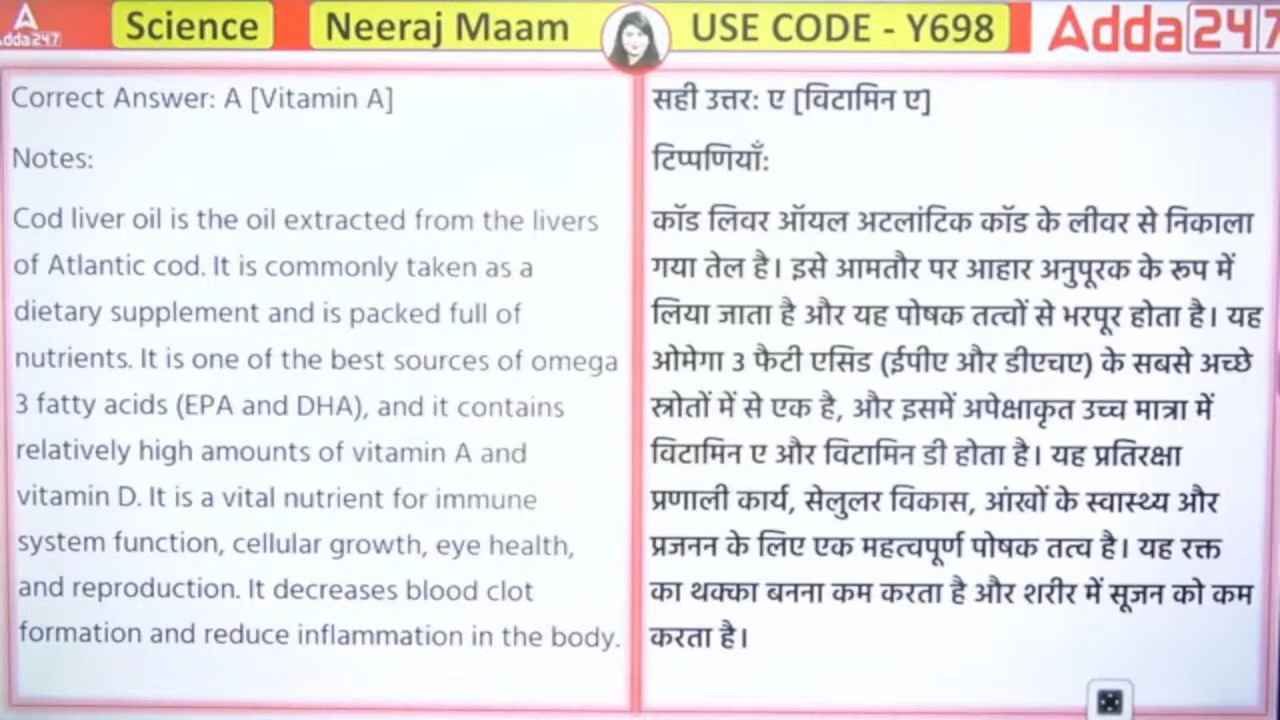 Adda247
Science
Neeraj Maam
USE CODE - Y698
Adda247
Correct Answer: A [Vitamin A]
Notes:
Cod liver oil is the oil extracted from the livers
of Atlantic cod. It is commonly taken as a
dietary supplement and is packed full of
nutrients. It is one of the best sources of omega
3 fatty acids (EPA and DHA), and it contains
relatively high amounts of vitamin A and
vitamin D. It is a vital nutrient for immune
system function, cellular growth, eye health,
and reproduction. It decreases blood clot
formation and reduce inflammation in the body.
सही उत्तर: ए [विटामिन ए]
टिप्पणियाँ:
कॉड लिवर ऑयल अटलांटिक कॉड के लीवर से निकाला
गया तेल है। इसे आमतौर पर आहार अनुपूरक के रूप में
लिया जाता है और यह पोषक तत्वों से भरपूर होता है। यह
ओमेगा 3 फैटी एसिड (ईपीए और डीएचए) के सबसे अच्छे
स्रोतों में से एक है, और इसमें अपेक्षाकृत उच्च मात्रा में
विटामिन ए और विटामिन डी होता है। यह प्रतिरक्षा
प्रणाली कार्य, सेलुलर विकास, आंखों के स्वास्थ्य और
प्रजनन के लिए एक महत्वपूर्ण पोषक तत्व है। यह रक्त
का थक्का बनना कम करता है और शरीर में सूजन को कम
करता है।